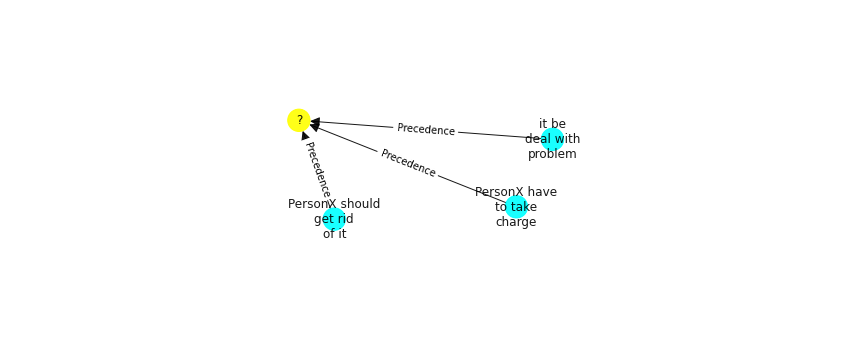 ?
Precedence
it be
deal with
problem
Precedence
Precedence
PersonX have
to take
charge
PersonX should
get rid
of it